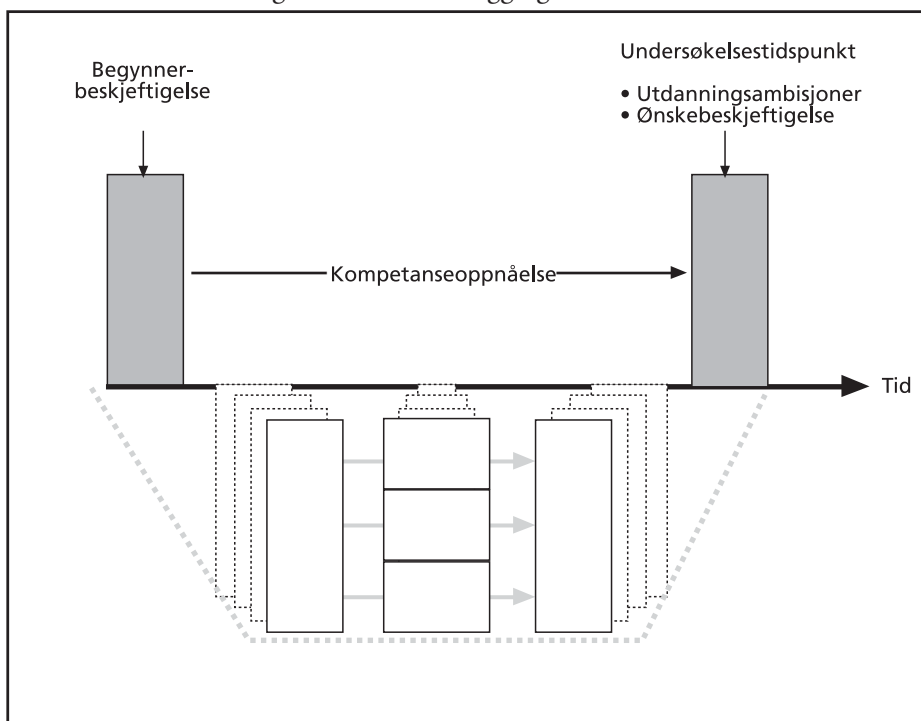 Begynner-
beskjeftigelse
Undersøkelsestidspunkt
• Utdanningsambisjoner
• Ønskebeskjeftigelse
Kompetanseoppnåelse
Tid